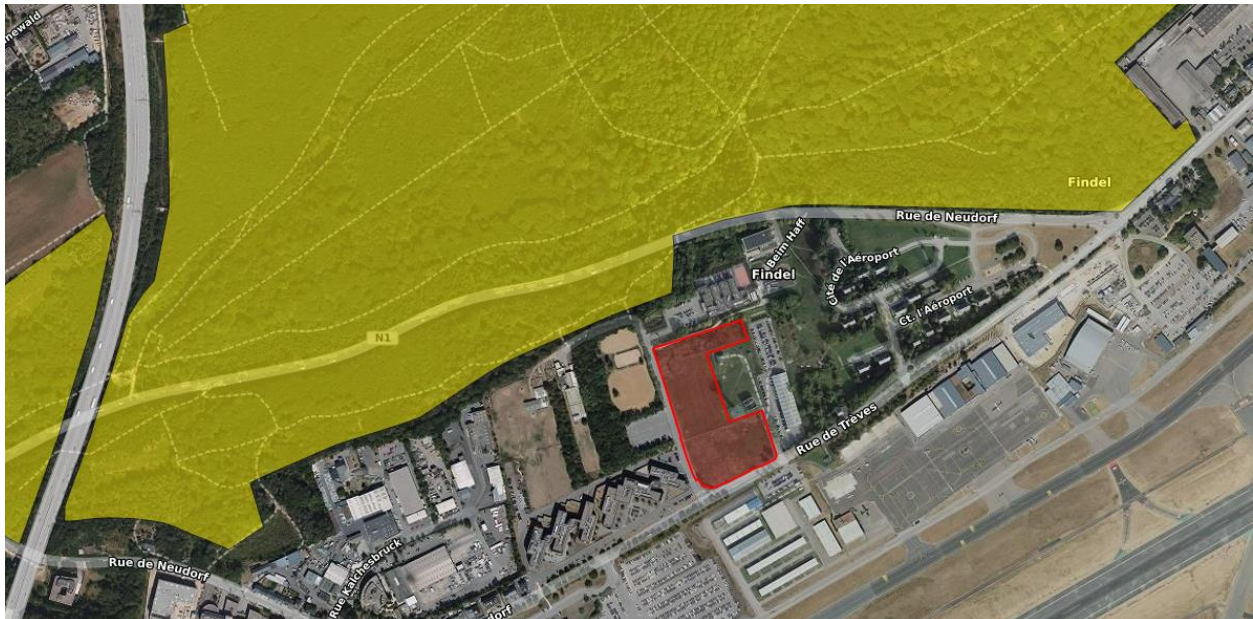 newald
Findel
Rue de Neudorf
Beim Haff
Cité de l'Aéroport
Findel
Ct. l'Aéroport
N1
Rue de Trèves
Rue de Neudorf
Rue Kalchesbruck
dorf